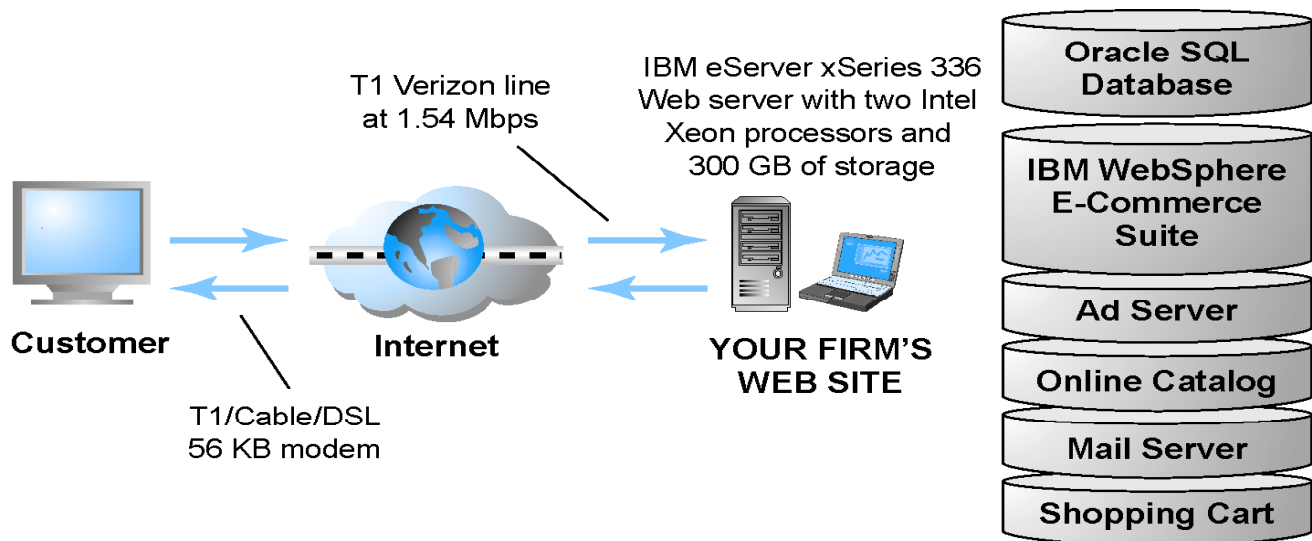 T1 Verizon line
at 1.54 Mbps
IBM eServer xSeries 336
Web server with two Intel
Xeon processors and
300 GB of storage
Customer
Internet
YOUR FIRM'S
WEB SITE
T1/Cable/DSL
56 KB modem
Oracle SQL
Database
IBM WebSphere
E-Commerce
Suite
Ad Server
Online Catalog
Mail Server
Shopping Cart